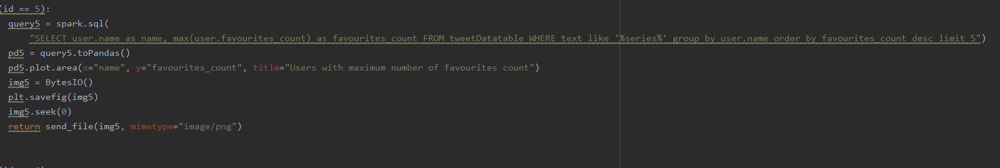 (id == 5):
query5 = spark.sql(
"SELECT user.name as name, max(user.favourites_count) as favourites_count FROM tweetDatatable WHERE text like '%series%' group by user.name order by favourites_count desc limit 5")
pd5 = query5.toPandas()
pd5.plot.area(x="name", y="favourites_count", title="Users with maximum number of favourites count")
img5 = BytesIO()
plt.savefig(img5)
img5.seek(0)
return send_file(img5, mimetype="image/png")